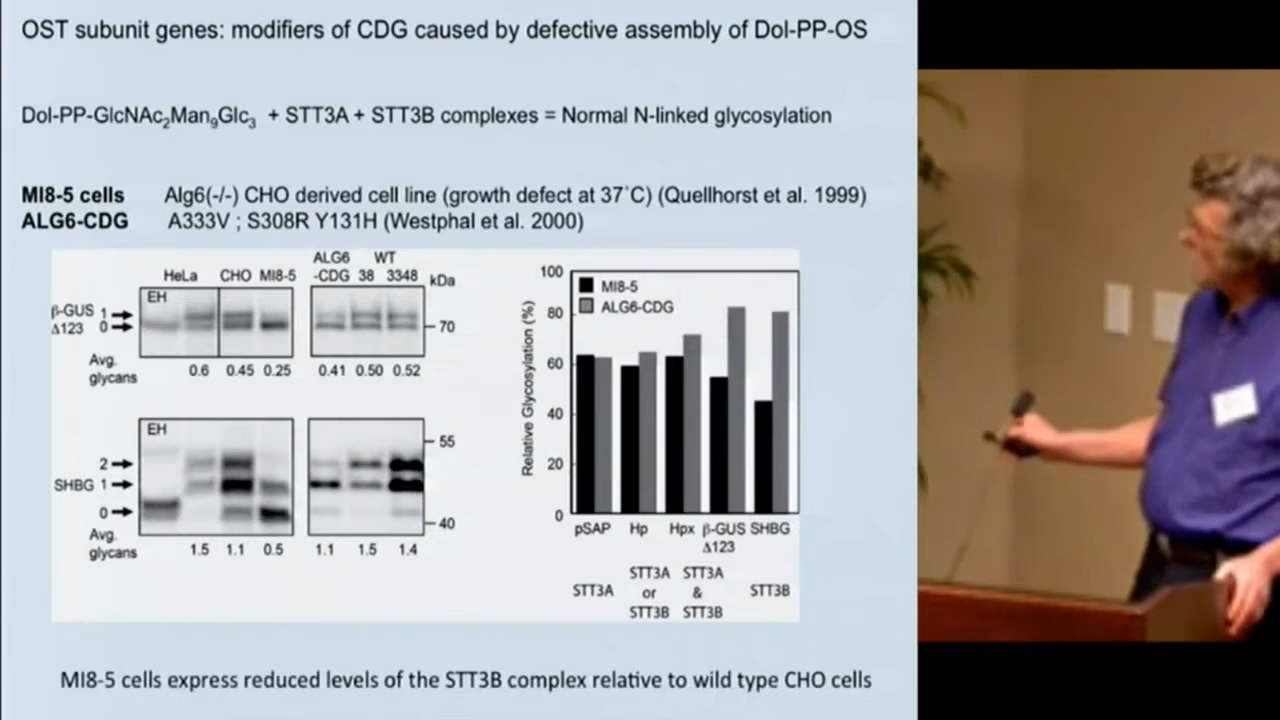 OST subunit genes: modifiers of CDG caused by defective assembly of Dol-PP-OS
Dol-PP-GlcNAc₂Man₉Glc₃ + STT3A + STT3B complexes = Normal N-linked glycosylation
MI8-5 cells Alg6(-/-) CHO derived cell line (growth defect at 37˚C) (Quellhorst et al. 1999)
ALG6-CDG A333V ; S308R Y131H (Westphal et al. 2000)
HeLa CHO MI8-5
ALG6 WT
-CDG 38 3348 kDa
EH
β-GUS 1
Δ123 0
70
Avg.
glycans
0.6 0.45 0.25 0.41 0.50 0.52
EH
55
2
SHBG 1
0
40
Avg.
glycans
1.5 1.1 0.5 1.1 1.5 1.4
Relative Glycosylation (%)
100
80
60
40
20
0
MI8-5
ALG6-CDG
pSAP Hp Hpx β-GUS SHBG
Δ123
STT3A
STT3A
or
STT3B
STT3A
&
STT3B
STT3B
MI8-5 cells express reduced levels of the STT3B complex relative to wild type CHO cells